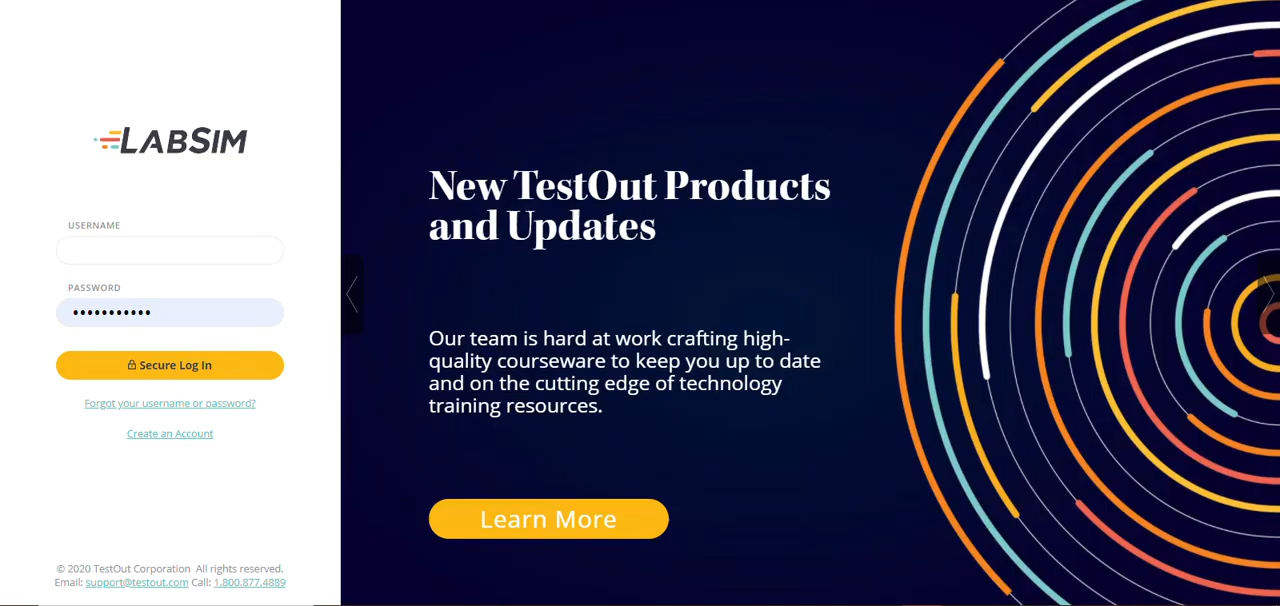 LABSIM
USERNAME
PASSWORD
•••••••••••
Secure Log In
Forgot your username or password?
Create an Account
© 2020 TestOut Corporation All rights reserved.
Email: support@testout.com Call: 1.800.877.4889
New TestOut Products
and Updates
Our team is hard at work crafting high-
quality courseware to keep you up to date
and on the cutting edge of technology
training resources.
Learn More